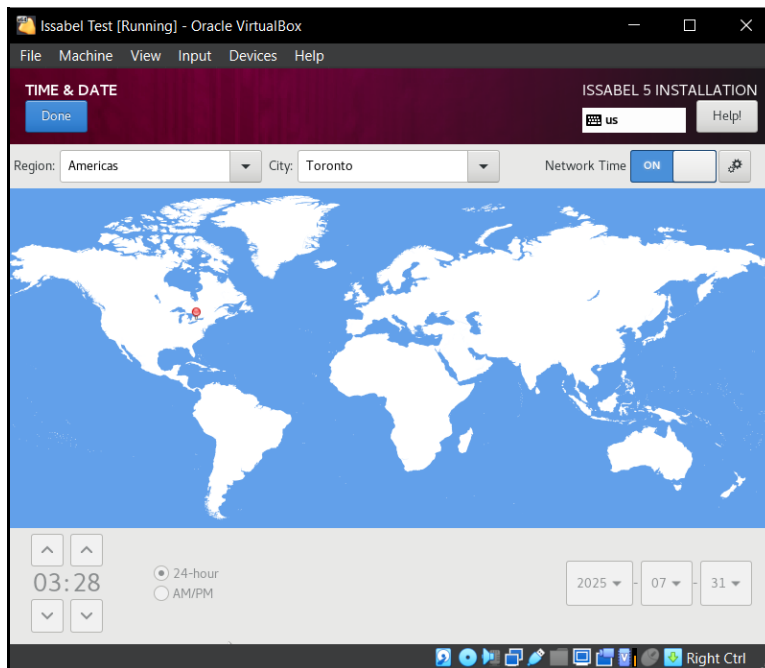 Issabel Test [Running] - Oracle VirtualBox
File Machine View Input Devices Help
TIME & DATE
ISSABEL 5 INSTALLATION
Done
us
Help!
Region: Americas City: Toronto Network Time ON
03:28
24-hour
AM/PM
2025 - 07 - 31
Right Ctrl